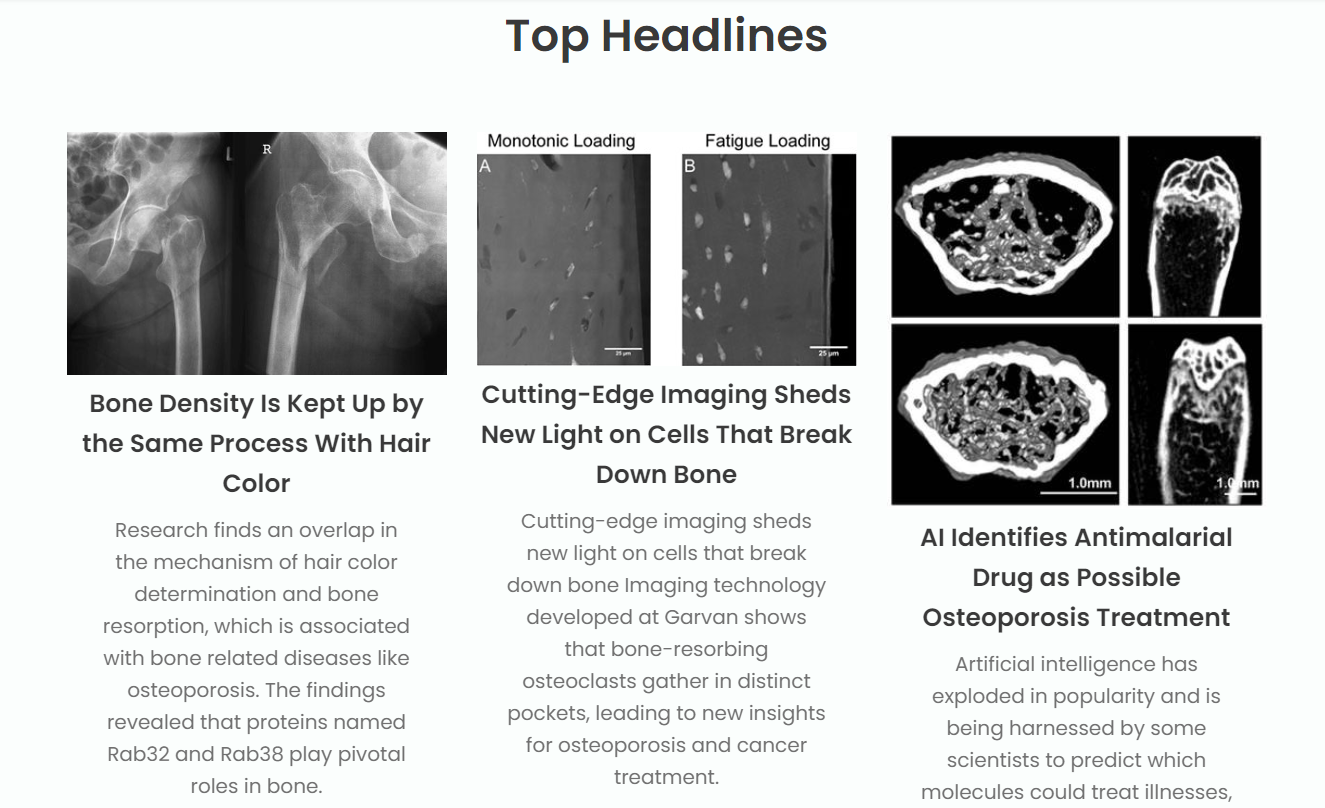 Top Headlines
L
R
Bone Density Is Kept Up by
the Same Process With Hair
Color
Research finds an overlap in
the mechanism of hair color
determination and bone
resorption, which is associated
with bone related diseases like
osteoporosis. The findings
revealed that proteins named
Rab32 and Rab38 play pivotal
roles in bone.
Monotonic Loading
Fatigue Loading
A
B
25 µm
25 µm
Cutting-Edge Imaging Sheds
New Light on Cells That Break
Down Bone
Cutting-edge imaging sheds
new light on cells that break
down bone Imaging technology
developed at Garvan shows
that bone-resorbing
osteoclasts gather in distinct
pockets, leading to new insights
for osteoporosis and cancer
treatment.
1.0mm
1.0mm
AI Identifies Antimalarial
Drug as Possible
Osteoporosis Treatment
Artificial intelligence has
exploded in popularity and is
being harnessed by some
scientists to predict which
molecules could treat illnesses,